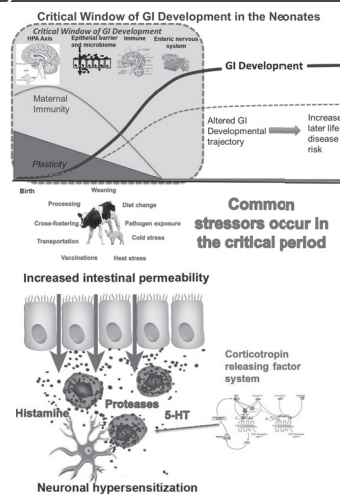 Critical Window of GI Development in the Neonates
Critical Window of GI Development
HPA Axis
Epithelial barrier
and microbiome
Immune
Enteric nervous
system
GI Development
Maternal
Immunity
Altered GI
Developmental
trajectory
Increase
later life
disease
risk
Plasticity
Birth
Weaning
Processing
Diet change
Cross-fostering
Pathogen exposure
Cold stress
Transportation
Vaccinations
Heat stress
Common
stressors occur in
the critical period
Increased intestinal permeability
Corticotropin
releasing factor
system
Histamine
Proteases
5-HT
Neuronal hypersensitization